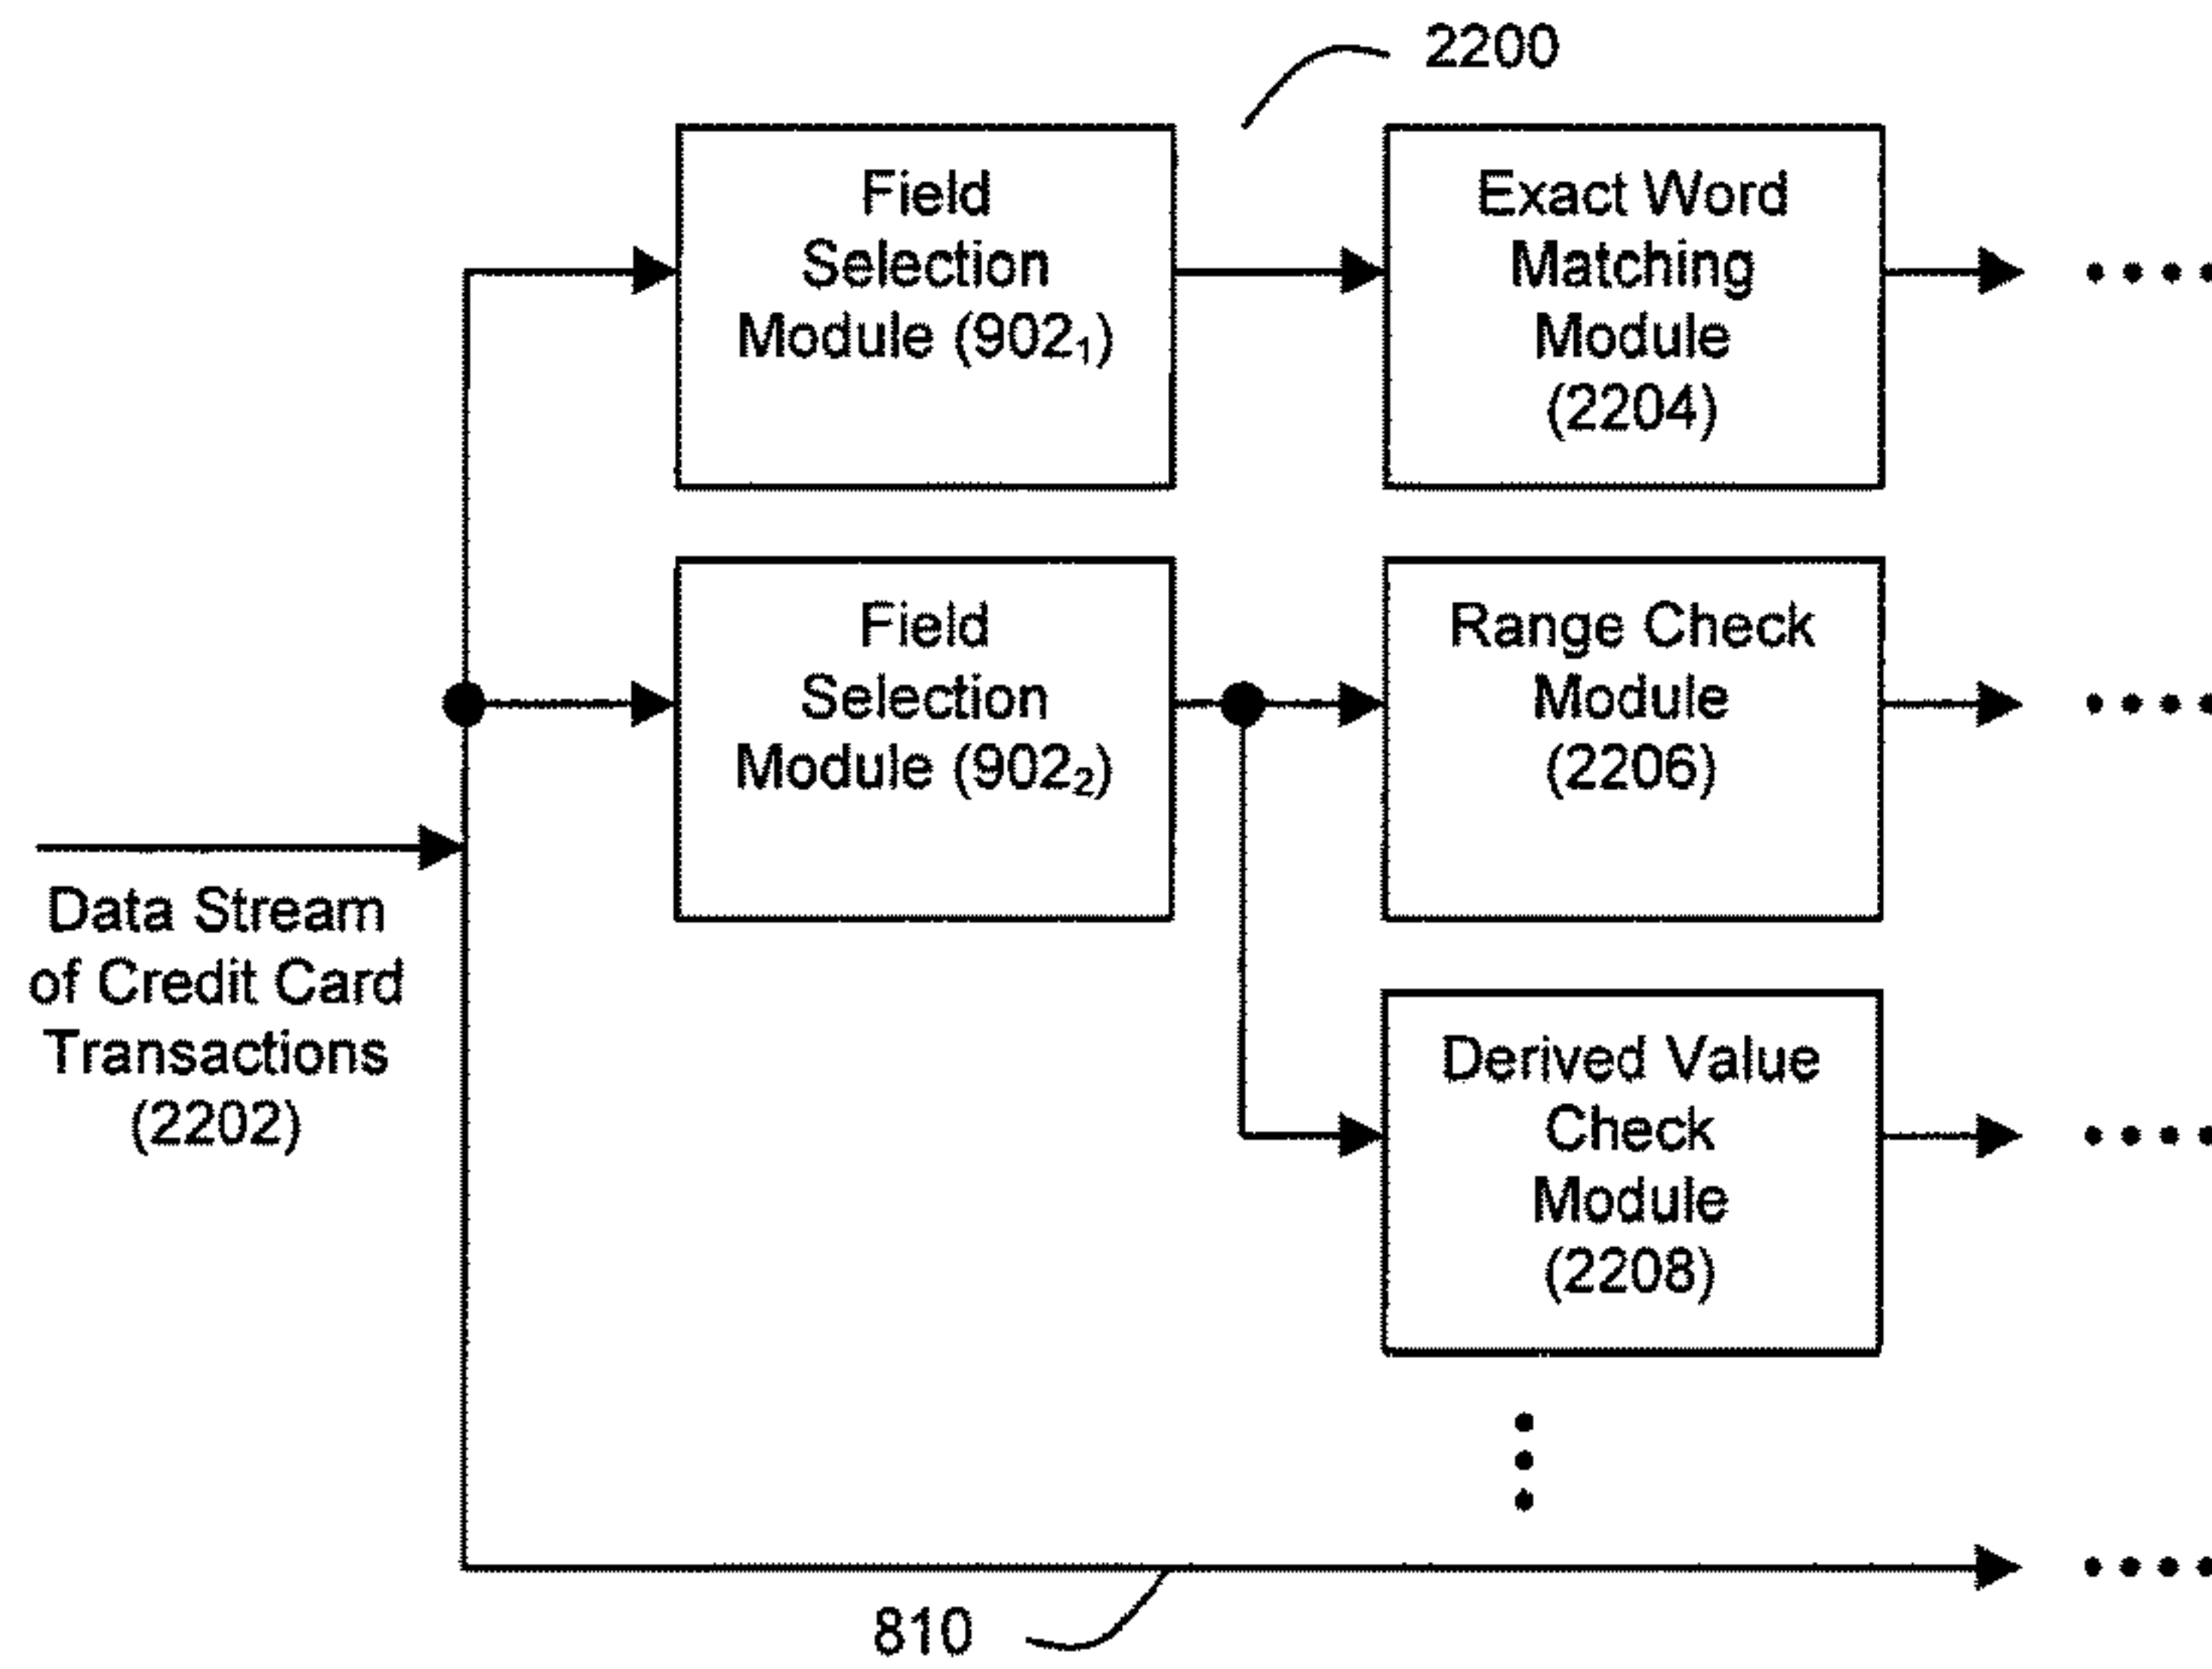 2200
Field
Selection
Module (902₁)
Exact Word
Matching
Module
(2204)
Field
Selection
Module (902₂)
Range Check
Module
(2206)
Data Stream
of Credit Card
Transactions
(2202)
Derived Value
Check
Module
(2208)
810